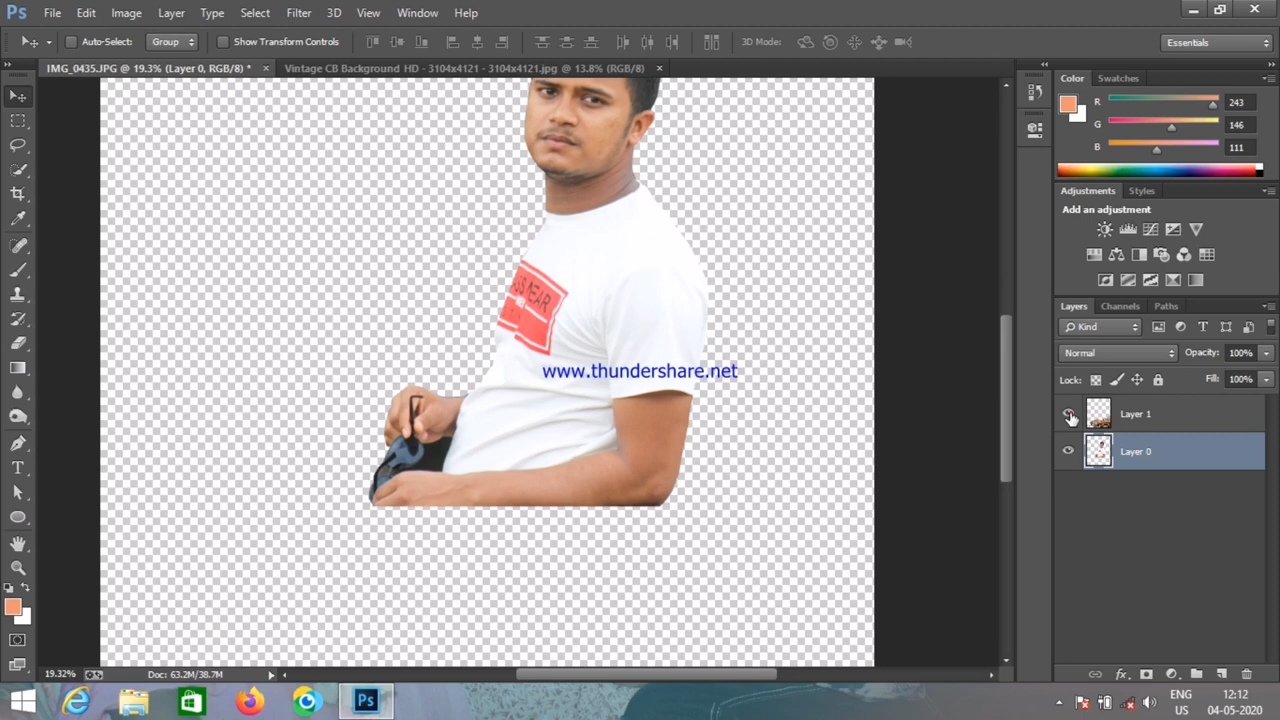 Ps File Edit Image Layer Type Select Filter 3D View Window Help
Auto-Select: Group Show Transform Controls 3D Mode: Essentials
IMG_0435.JPG @ 19.3% (Layer 0, RGB/8) * × Vintage CB Background HD - 3104x4121 - 3104x4121.jpg @ 13.8% (RGB/8) ×
Color Swatches
R 243
G 146
B 111
Adjustments Styles
Add an adjustment
Layers Channels Paths
Kind
Normal Opacity: 100%
Lock: Fill: 100%
Layer 1
Layer 0
www.thundershare.net
19.32% Doc: 63.2M/38.7M
Ps ENG 12:12
US 04-05-2020